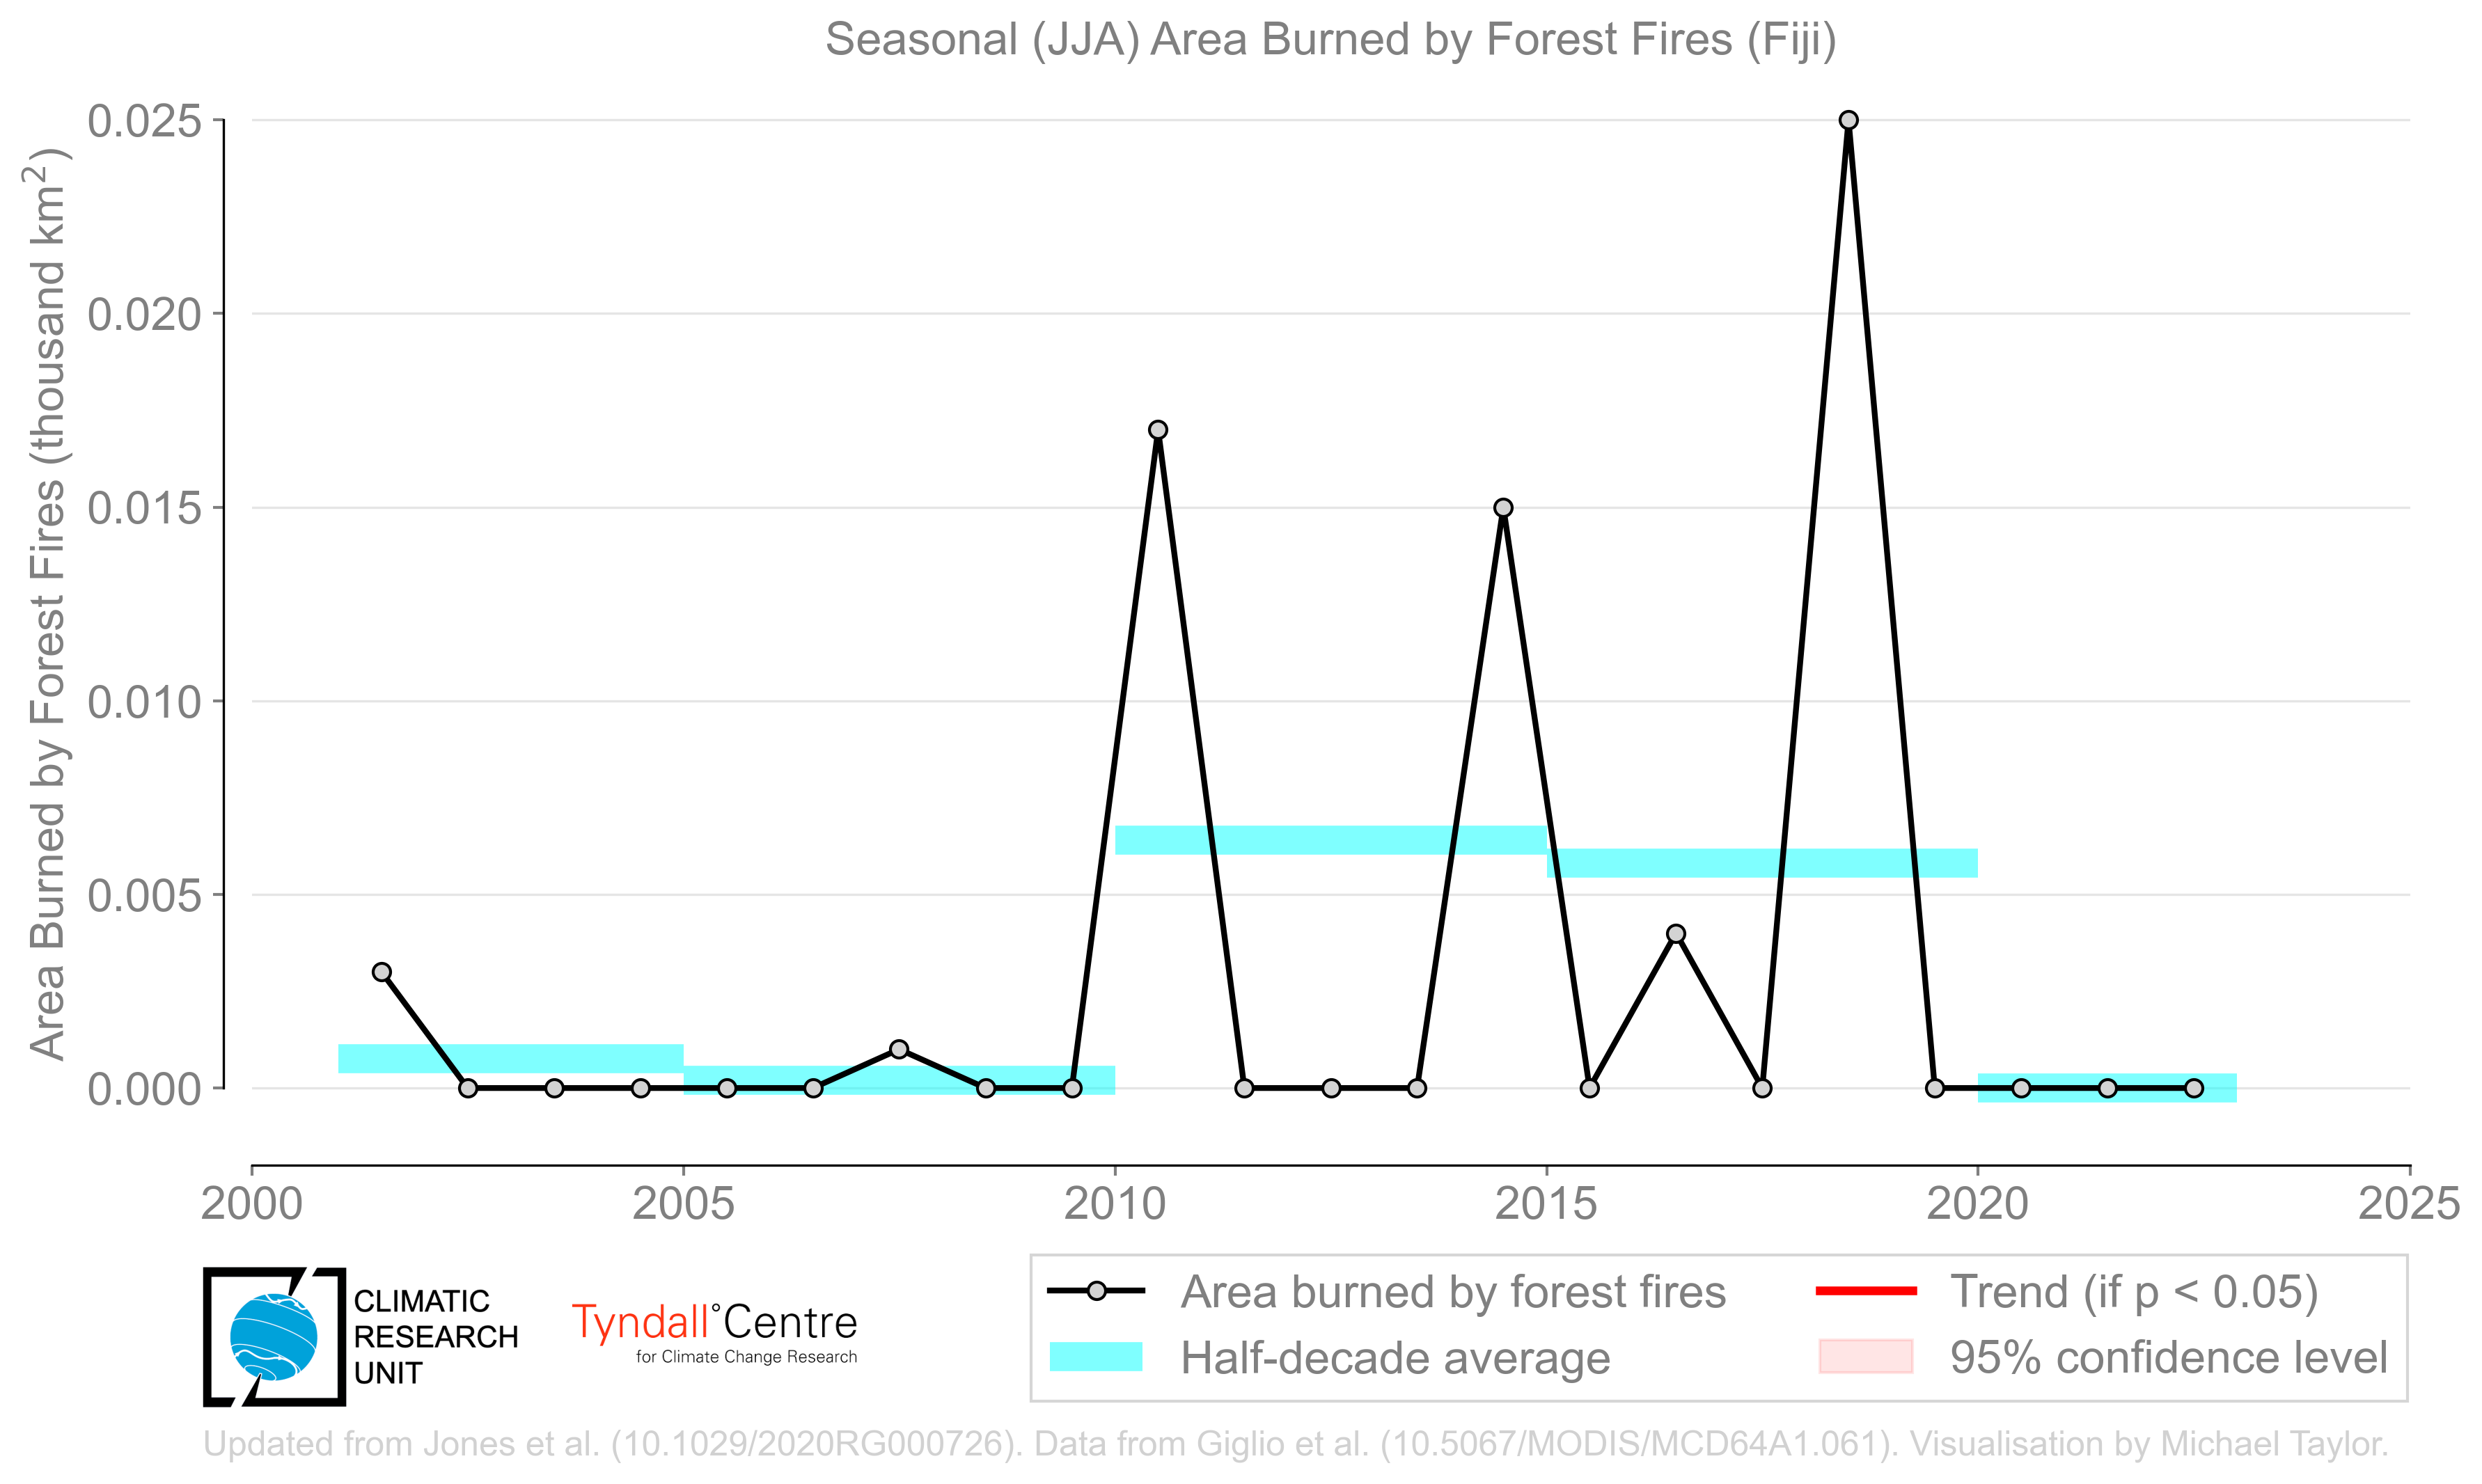 Seasonal (JJA) Area Burned by Forest Fires (Fiji)
Area Burned by Forest Fires (thousand km²)
0.025
0.020
0.015
0.010
0.005
0.000
2000 2005 2010 2015 2020 2025
CLIMATIC
RESEARCH
UNIT
Tyndall°Centre
for Climate Change Research
Area burned by forest fires
Half-decade average
Trend (if p < 0.05)
95% confidence level
Updated from Jones et al. (10.1029/2020RG000726). Data from Giglio et al. (10.5067/MODIS/MCD64A1.061). Visualisation by Michael Taylor.